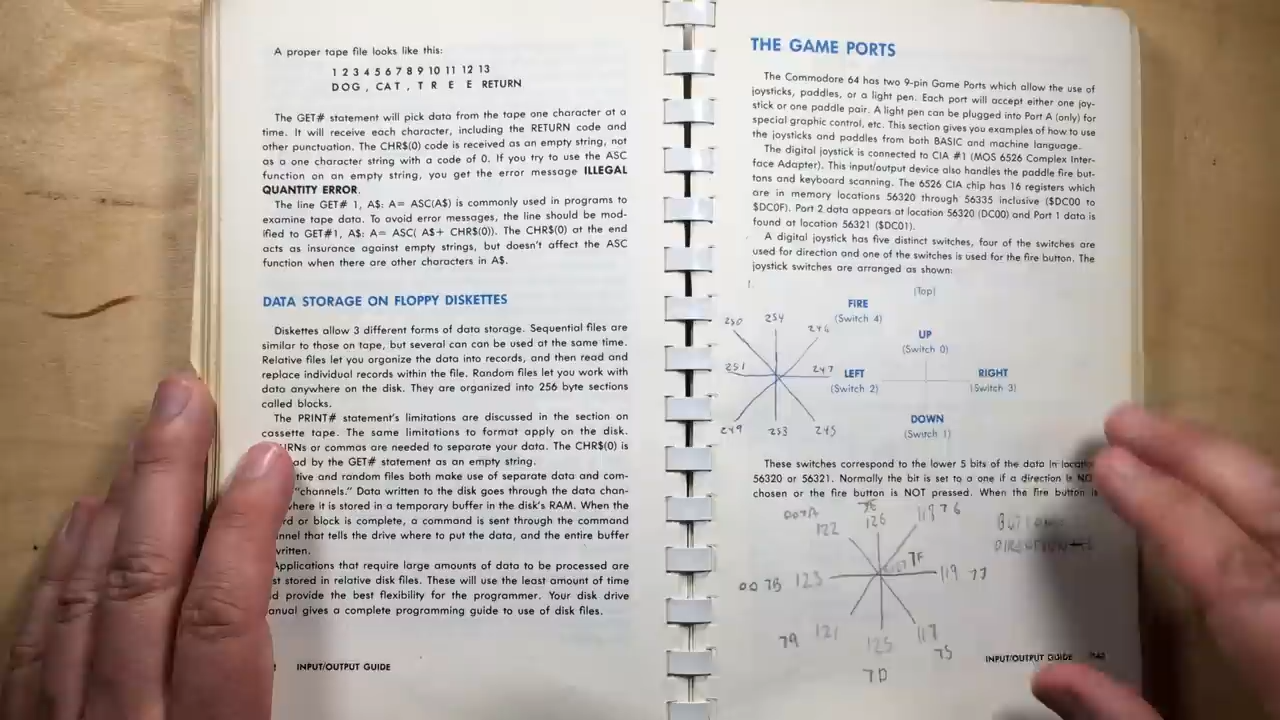 A proper tape file looks like this:
1 2 3 4 5 6 7 8 9 10 11 12 13
DOG , CAT , T R E E RETURN
The GET# statement will pick data from the tape one character at a
time. It will receive each character, including the RETURN code and
other punctuation. The CHR$(0) code is received as an empty string, not
as a one character string with a code of 0. If you try to use the ASC
function on an empty string, you get the error message ILLEGAL
QUANTITY ERROR.
The line GET# 1, A$: A= ASC(A$) is commonly used in programs to
examine tape data. To avoid error messages, the line should be mod-
ified to GET#1, A$: A= ASC( A$+ CHR$(0)). The CHR$(0) at the end
acts as insurance against empty strings, but doesn't affect the ASC
function when there are other characters in A$.
DATA STORAGE ON FLOPPY DISKETTES
Diskettes allow 3 different forms of data storage. Sequential files are
similar to those on tape, but several can can be used at the same time.
Relative files let you organize the data into records, and then read and
replace individual records within the file. Random files let you work with
data anywhere on the disk. They are organized into 256 byte sections
called blocks.
The PRINT# statement's limitations are discussed in the section on
cassette tape. The same limitations to format apply on the disk.
RNs or commas are needed to separate your data. The CHR$(0) is
ad by the GET# statement as an empty string.
tive and random files both make use of separate data and com-
"channels." Data written to the disk goes through the data chan-
where it is stored in a temporary buffer in the disk's RAM. When the
rd or block is complete, a command is sent through the command
nnel that tells the drive where to put the data, and the entire buffer
written.
Applications that require large amounts of data to be processed are
st stored in relative disk files. These will use the least amount of time
d provide the best flexibility for the programmer. Your disk drive
anual gives a complete programming guide to use of disk files.
INPUT/OUTPUT GUIDE
THE GAME PORTS
The Commodore 64 has two 9-pin Game Ports which allow the use of
joysticks, paddles, or a light pen. Each port will accept either one joy-
stick or one paddle pair. A light pen can be plugged into Port A (only) for
special graphic control, etc. This section gives you examples of how to use
the joysticks and paddles from both BASIC and machine language.
The digital joystick is connected to CIA #1 (MOS 6526 Complex Inter-
face Adapter). This input/output device also handles the paddle fire but-
tons and keyboard scanning. The 6526 CIA chip has 16 registers which
are in memory locations 56320 through 56335 inclusive ($DC00 to
$DC0F). Port 2 data appears at location 56320 (DC00) and Port 1 data is
found at location 56321 ($DC01).
A digital joystick has five distinct switches, four of the switches are
used for direction and one of the switches is used for the fire button. The
joystick switches are arranged as shown:
(Top)
FIRE
(Switch 4)
UP
(Switch 0)
LEFT
(Switch 2)
RIGHT
(Switch 3)
DOWN
(Switch 1)
250 254 246
251 247
249 253 245
These switches correspond to the lower 5 bits of the data in location
56320 or 56321. Normally the bit is set to a one if a direction is NO
chosen or the fire button is NOT pressed. When the fire button is
007A 7E 76
122 126 118
7F
00 7B 123 119 77
79 121 125 117 75
7D
INPUT/OUTPUT GUIDE